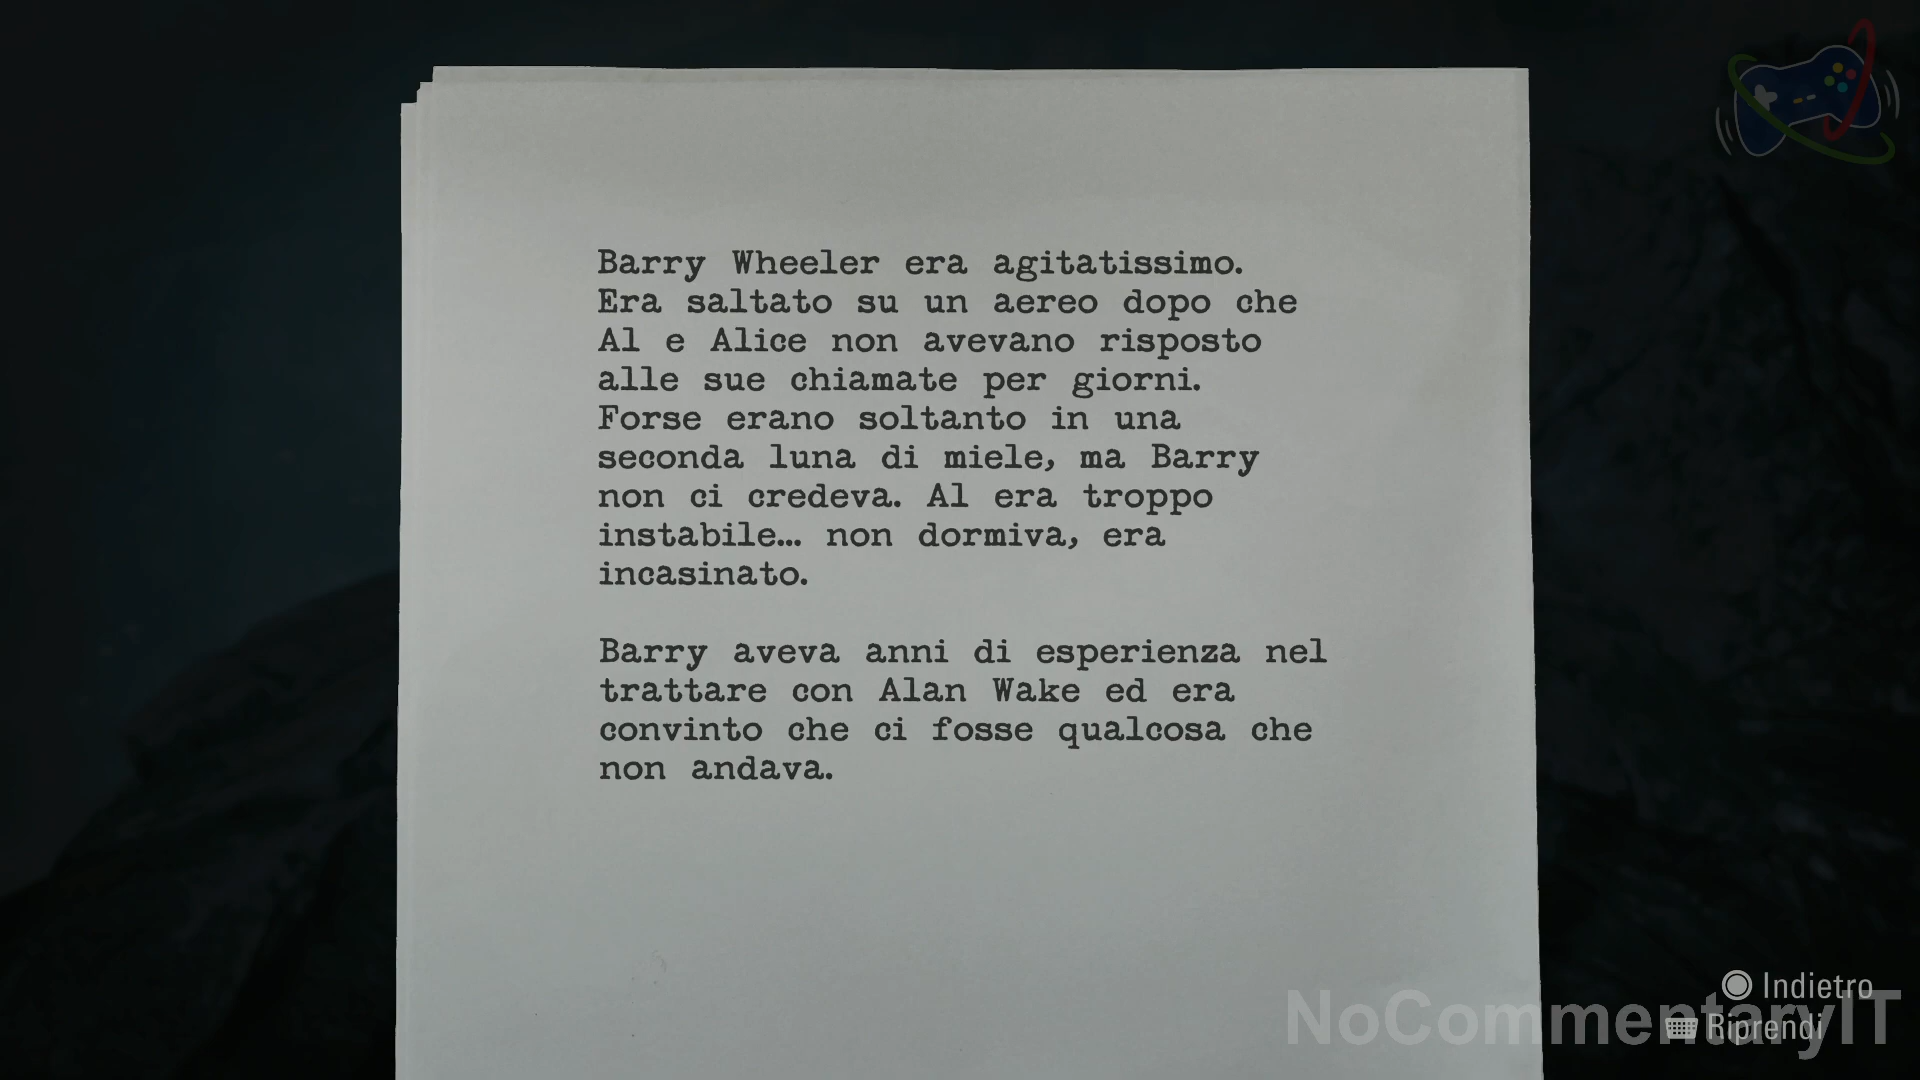 Barry Wheeler era agitatissimo.
Era saltato su un aereo dopo che
Al e Alice non avevano risposto
alle sue chiamate per giorni.
Forse erano soltanto in una
seconda luna di miele, ma Barry
non ci credeva. Al era troppo
instabile… non dormiva, era
incasinato.
Barry aveva anni di esperienza nel
trattare con Alan Wake ed era
convinto che ci fosse qualcosa che
non andava.
Indietro
NoCommentaryIT
Riprendi